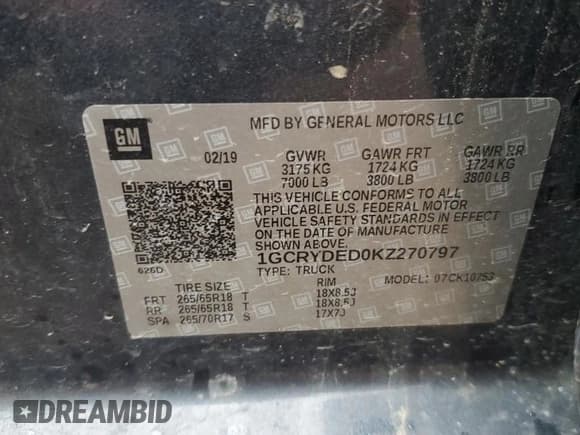 GM
MFD BY GENERAL MOTORS LLC
02/19 GVWR GAWR FRT GAWR RR
3175 KG 1724 KG 1724 KG
7000 LB 3800 LB 3800 LB
THIS VEHICLE CONFORMS TO ALL
APPLICABLE U.S. FEDERAL MOTOR
VEHICLE SAFETY STANDARDS IN EFFECT
ON THE DATE OF MANUFACTURE
SHOWN ABOVE.
626D 1GCRYDED0KZ270797
TYPE: TRUCK MODEL: 07CK10753
TIRE SIZE RIM
FRT 265/65R18 T 18X8.5J
RR 265/65R18 T 18X8.5J
SPA 265/70R17 S 17X7J
DREAMBID